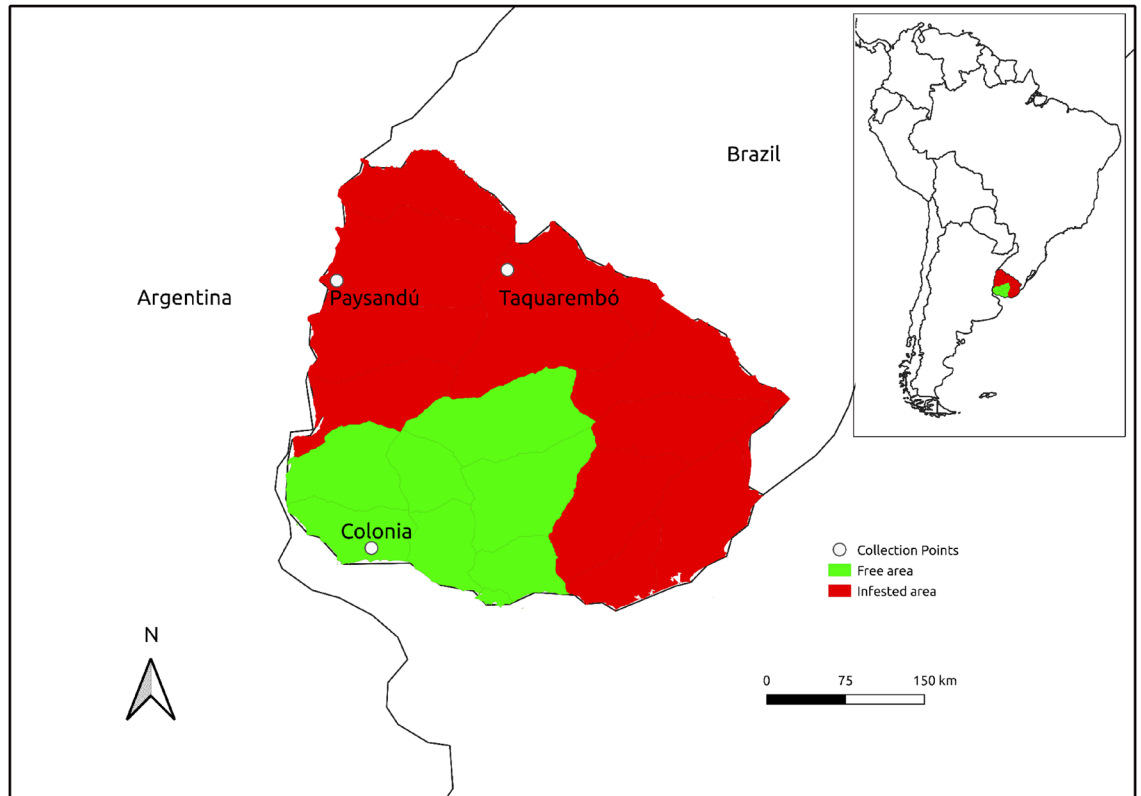 Brazil
Argentina
Paysandú
Taquarembó
Colonia
Collection Points
Free area
Infested area
N
0 75 150 km